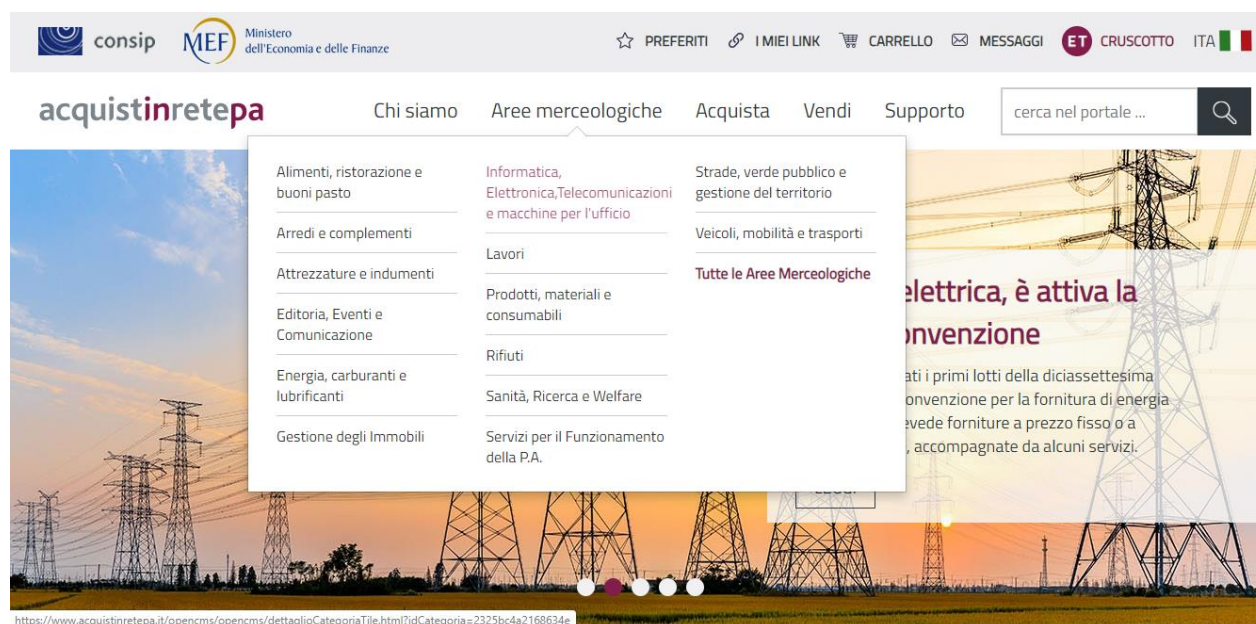 consip
MEF
Ministero
dell'Economia e delle Finanze
PREFERITI
I MIEI LINK
CARRELLO
MESSAGGI
ET
CRUSCOTTO
ITA
acquistinretepa
Chi siamo
Aree merceologiche
Acquista
Vendi
Supporto
cerca nel portale ...
Alimenti, ristorazione e
buoni pasto
Arredi e complementi
Attrezzature e indumenti
Editoria, Eventi e
Comunicazione
Energia, carburanti e
lubrificanti
Gestione degli Immobili
Informatica,
Elettronica,Telecomunicazioni
e macchine per l'ufficio
Lavori
Prodotti, materiali e
consumabili
Rifiuti
Sanità, Ricerca e Welfare
Servizi per il Funzionamento
della P.A.
Strade, verde pubblico e
gestione del territorio
Veicoli, mobilità e trasporti
Tutte le Aree Merceologiche
elettrica, è attiva la
onvenzione
ati i primi lotti della diciassettesima
onvenzione per la fornitura di energia
evede forniture a prezzo fisso o a
, accompagnate da alcuni servizi.
https://www.acquistinretepa.it/opencms/opencms/dettaglioCategoriaTile.html?idCategoria=2325bc4a2168634e